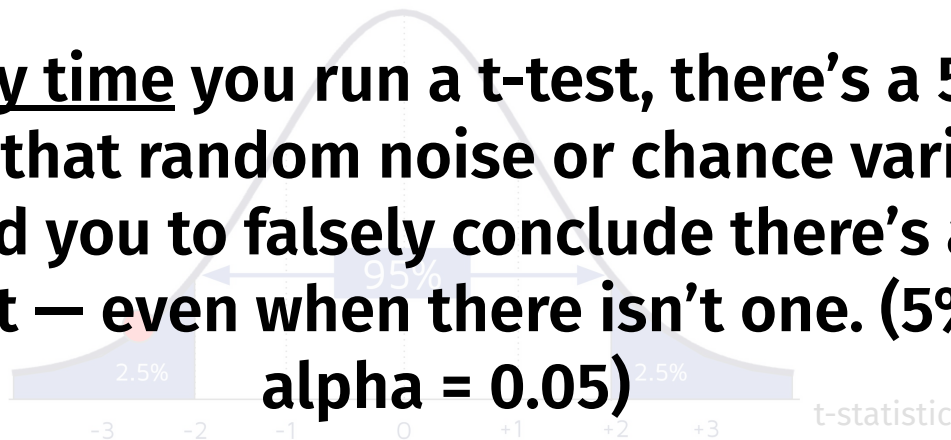 y time you run a t-test, there’s a 5
that random noise or chance vari
d you to falsely conclude there’s a
95%
t — even when there isn’t one. (5%
2.5%
alpha = 0.05)
2.5%
t-statistic
-3 -2 -1 0 +1 +2 +3